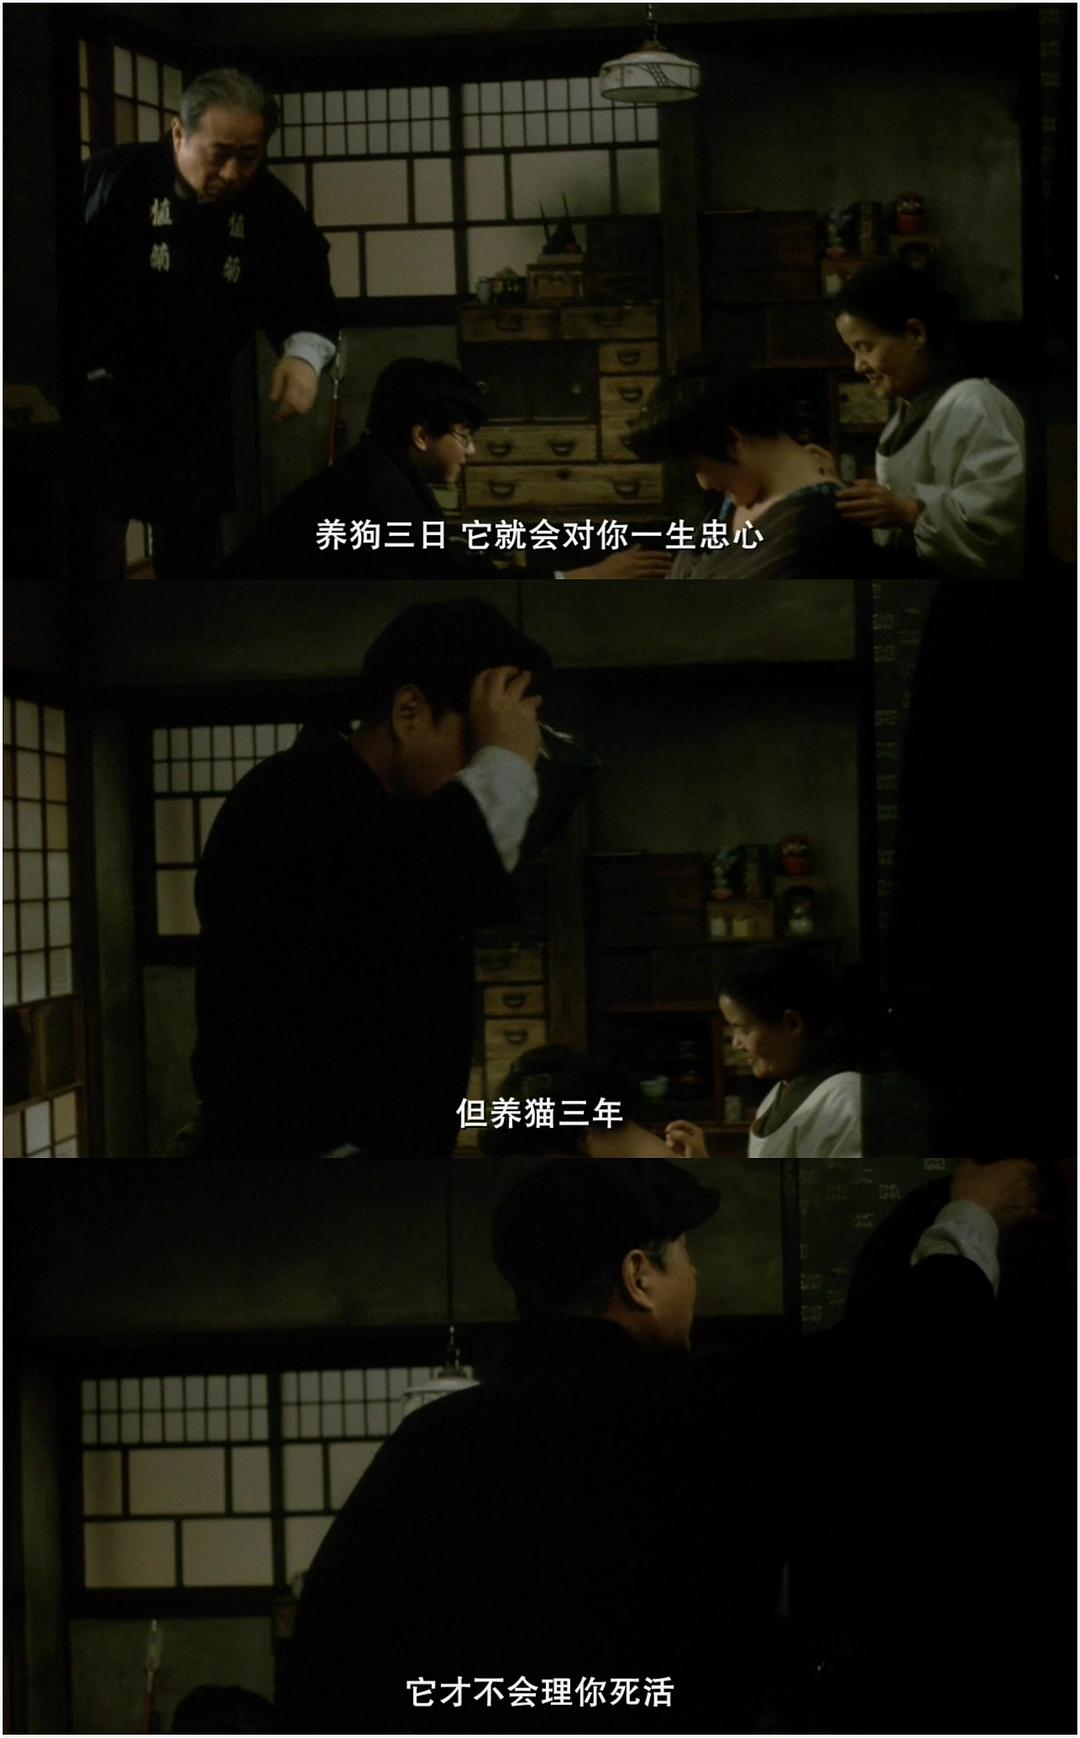 植 植
菊 菊
养狗三日 它就会对你一生忠心
但养猫三年
它才不会理你死活